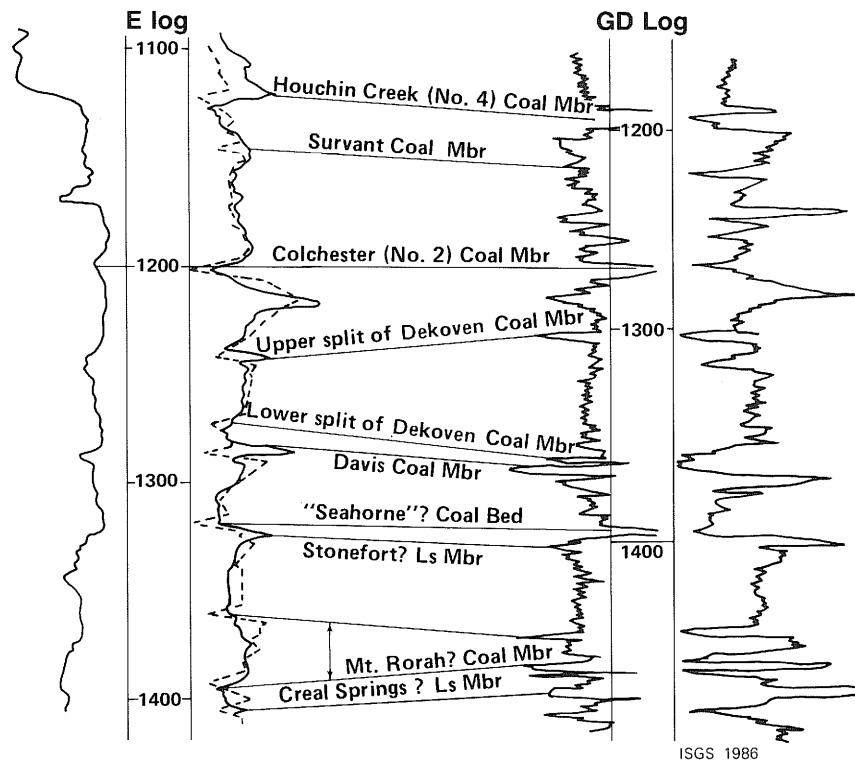 E log
GD Log
1100
Houchin Creek (No. 4) Coal Mbr
1200
Survant Coal Mbr
Colchester (No. 2) Coal Mbr
1200
Upper split of Dekoven Coal Mbr
1300
Lower split of Dekoven Coal Mbr
Davis Coal Mbr
1300
"Seahorne"? Coal Bed
1400
Stonefort? Ls Mbr
Mt. Rorah? Coal Mbr
Creal Springs ? Ls Mbr
1400
ISGS 1986